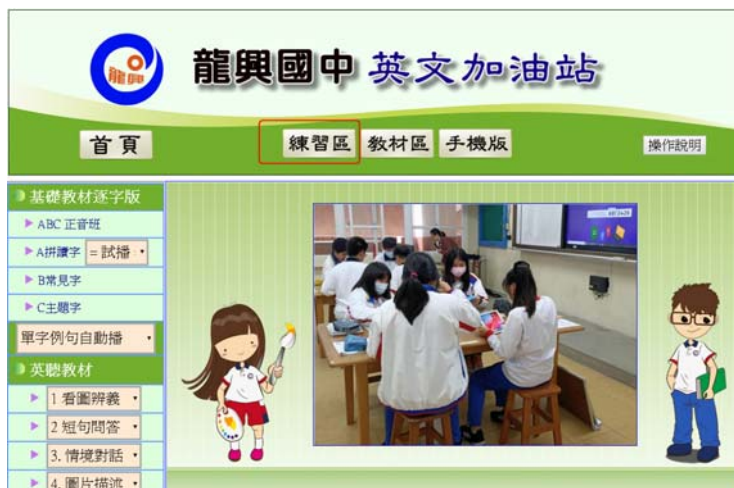 龍興
龍興國中 英文加油站
首頁
練習區 教材區 手機版
操作說明
基礎教材逐字版
ABC 正音班
A拼讀字 =試播
B常見字
C主題字
單字例句自動播
英聽教材
1 看圖辨義
2 短句問答
3. 情境對話
4. 圖片描述